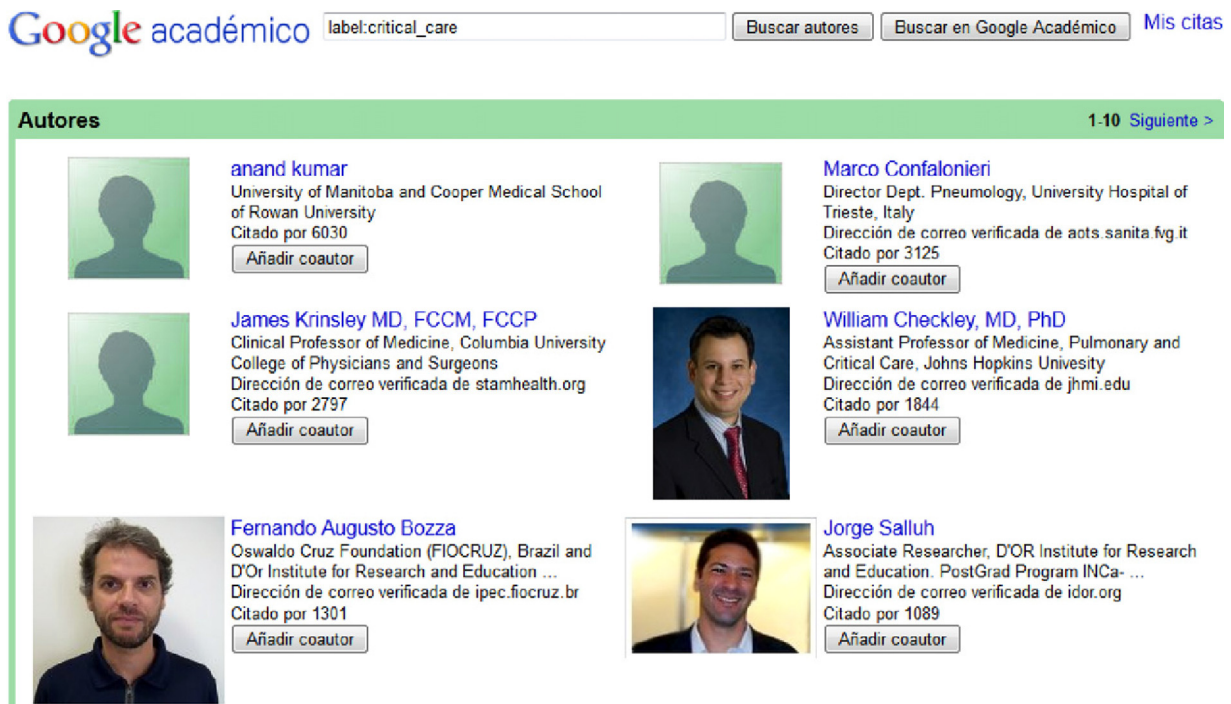 Google académico label:critical_care Buscar autores Buscar en Google Académico Mis citas
Autores 1-10 Siguiente >
anand kumar
University of Manitoba and Cooper Medical School
of Rowan University
Citado por 6030
Añadir coautor
Marco Confalonieri
Director Dept. Pneumology, University Hospital of
Trieste, Italy
Dirección de correo verificada de aots.sanita.fvg.it
Citado por 3125
Añadir coautor
James Krinsley MD, FCCM, FCCP
Clinical Professor of Medicine, Columbia University
College of Physicians and Surgeons
Dirección de correo verificada de stamhealth.org
Citado por 2797
Añadir coautor
William Checkley, MD, PhD
Assistant Professor of Medicine, Pulmonary and
Critical Care, Johns Hopkins Univesity
Dirección de correo verificada de jhmi.edu
Citado por 1844
Añadir coautor
Fernando Augusto Bozza
Oswaldo Cruz Foundation (FIOCRUZ), Brazil and
D'Or Institute for Research and Education ...
Dirección de correo verificada de ipec.fiocruz.br
Citado por 1301
Añadir coautor
Jorge Salluh
Associate Researcher, D'OR Institute for Research
and Education. PostGrad Program INCa- ...
Dirección de correo verificada de idor.org
Citado por 1089
Añadir coautor